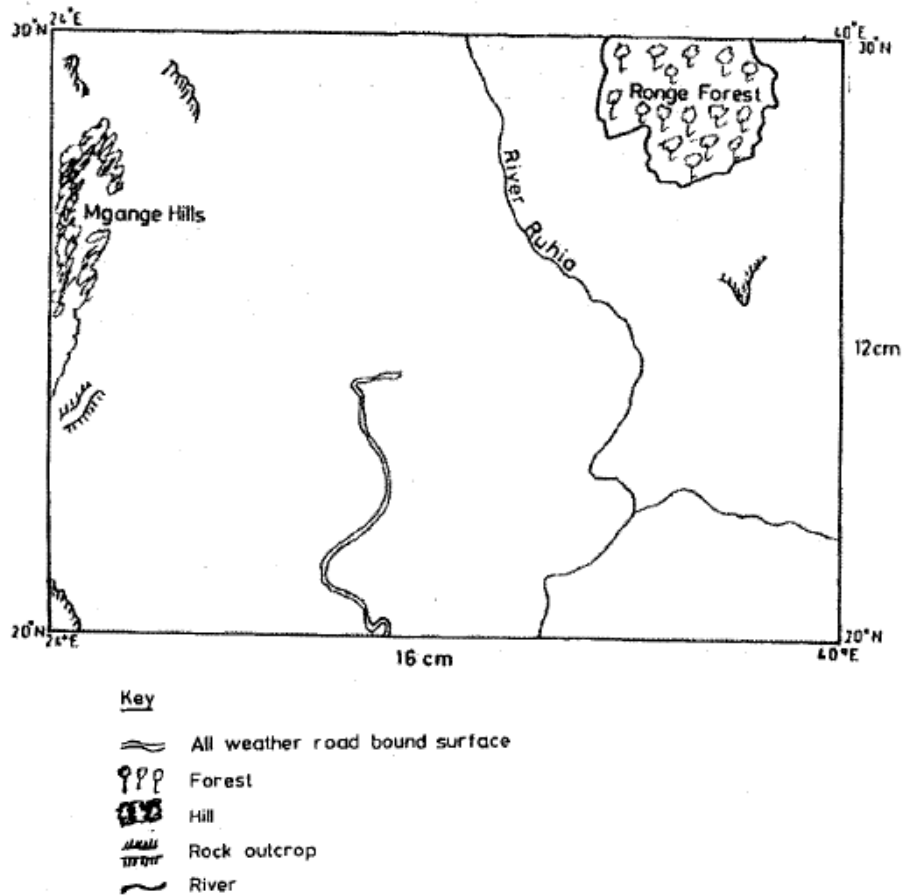 24°E 40°E
30°N 30°N
Ronge Forest
Mgange Hills
River Ruhia
12cm
20°N 20°N
24°E 40°E
16 cm
Key
All weather road bound surface
Forest
Hill
Rock outcrop
River